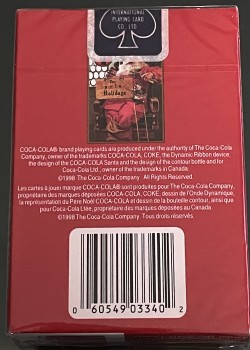 INTERNATIONAL
PLAYING CARD
CO. LTD.
Holidays
COCA-COLA® brand playing cards are produced under the authority of The Coca-Cola
Company, owner of the trademarks COCA-COLA, COKE, the Dynamic Ribbon device,
the design of the COCA-COLA Santa and the design of the contour bottle and for
Coca-Cola Ltd., owner of the trademarks in Canada.
©1998 The Coca-Cola Company. All Rights Reserved.
Les cartes à jouer marque COCA-COLA® sont produites pour The Coca-Cola Company,
propriétaire des marques déposées COCA-COLA, COKE, dessin de l'Onde Dynamique,
la représentation du Père Noël COCA-COLA et dessin de la bouteille contour, ainsi que
pour Coca-Cola Ltée, propriétaire des marques déposées au Canada.
©1998 The Coca-Cola Company. Tous droits réservés.
0 60549 03340 2